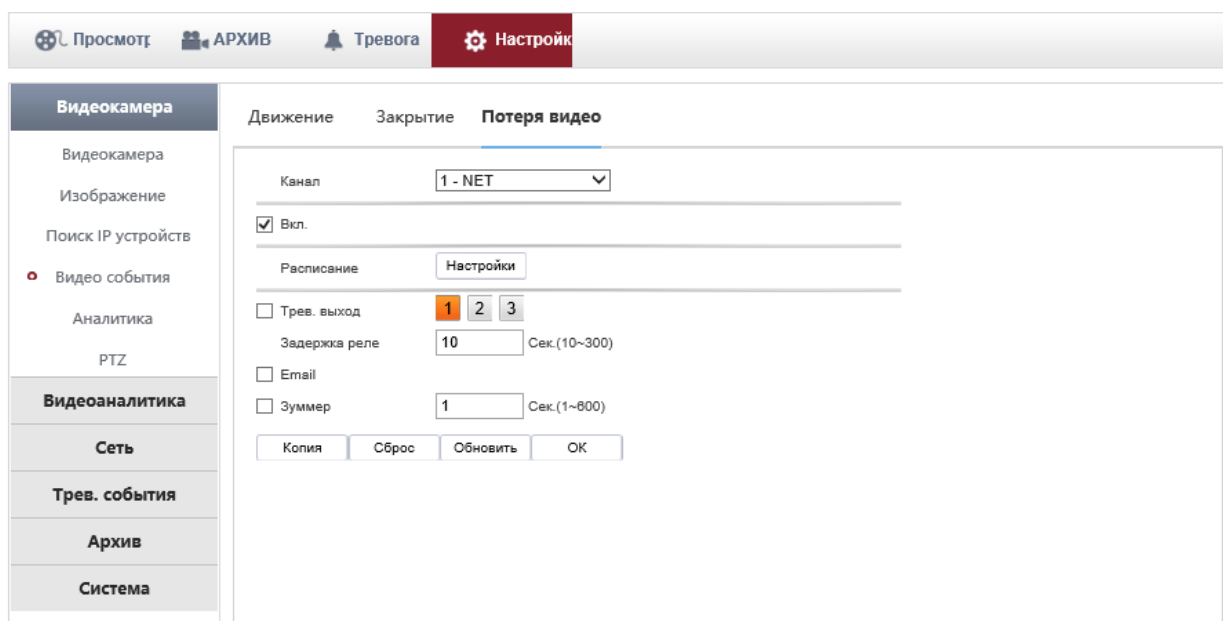 Просмотр АРХИВ Тревога Настройк
Видеокамера
Видеокамера
Изображение
Поиск IP устройств
Видео события
Аналитика
PTZ
Видеоаналитика
Сеть
Трев. события
Архив
Система
Движение Закрытие Потеря видео
Канал 1 - NET
Вкл.
Расписание Настройки
Трев. выход 1 2 3
Задержка реле 10 Сек.(10~300)
Email
Зуммер 1 Сек.(1~600)
Копия Сброс Обновить OK